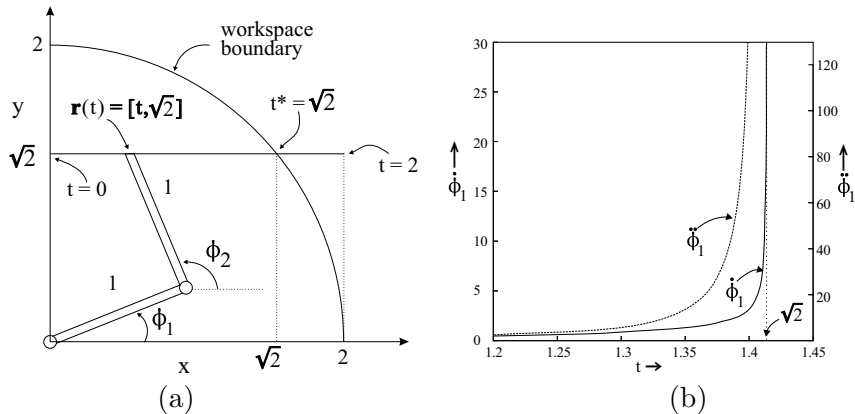 workspace
boundary
2
y
r(t) = [t,√2]
t* = √2
√2
t = 0
t = 2
1
1
ϕ2
ϕ1
x
√2
2
(a)
30
25
20
15
10
5
0
ϕ̇1
120
100
80
60
40
20
ϕ̈1
ϕ̈1
ϕ̇1
√2
1.2
1.25
1.3
1.35
1.4
1.45
t →
(b)